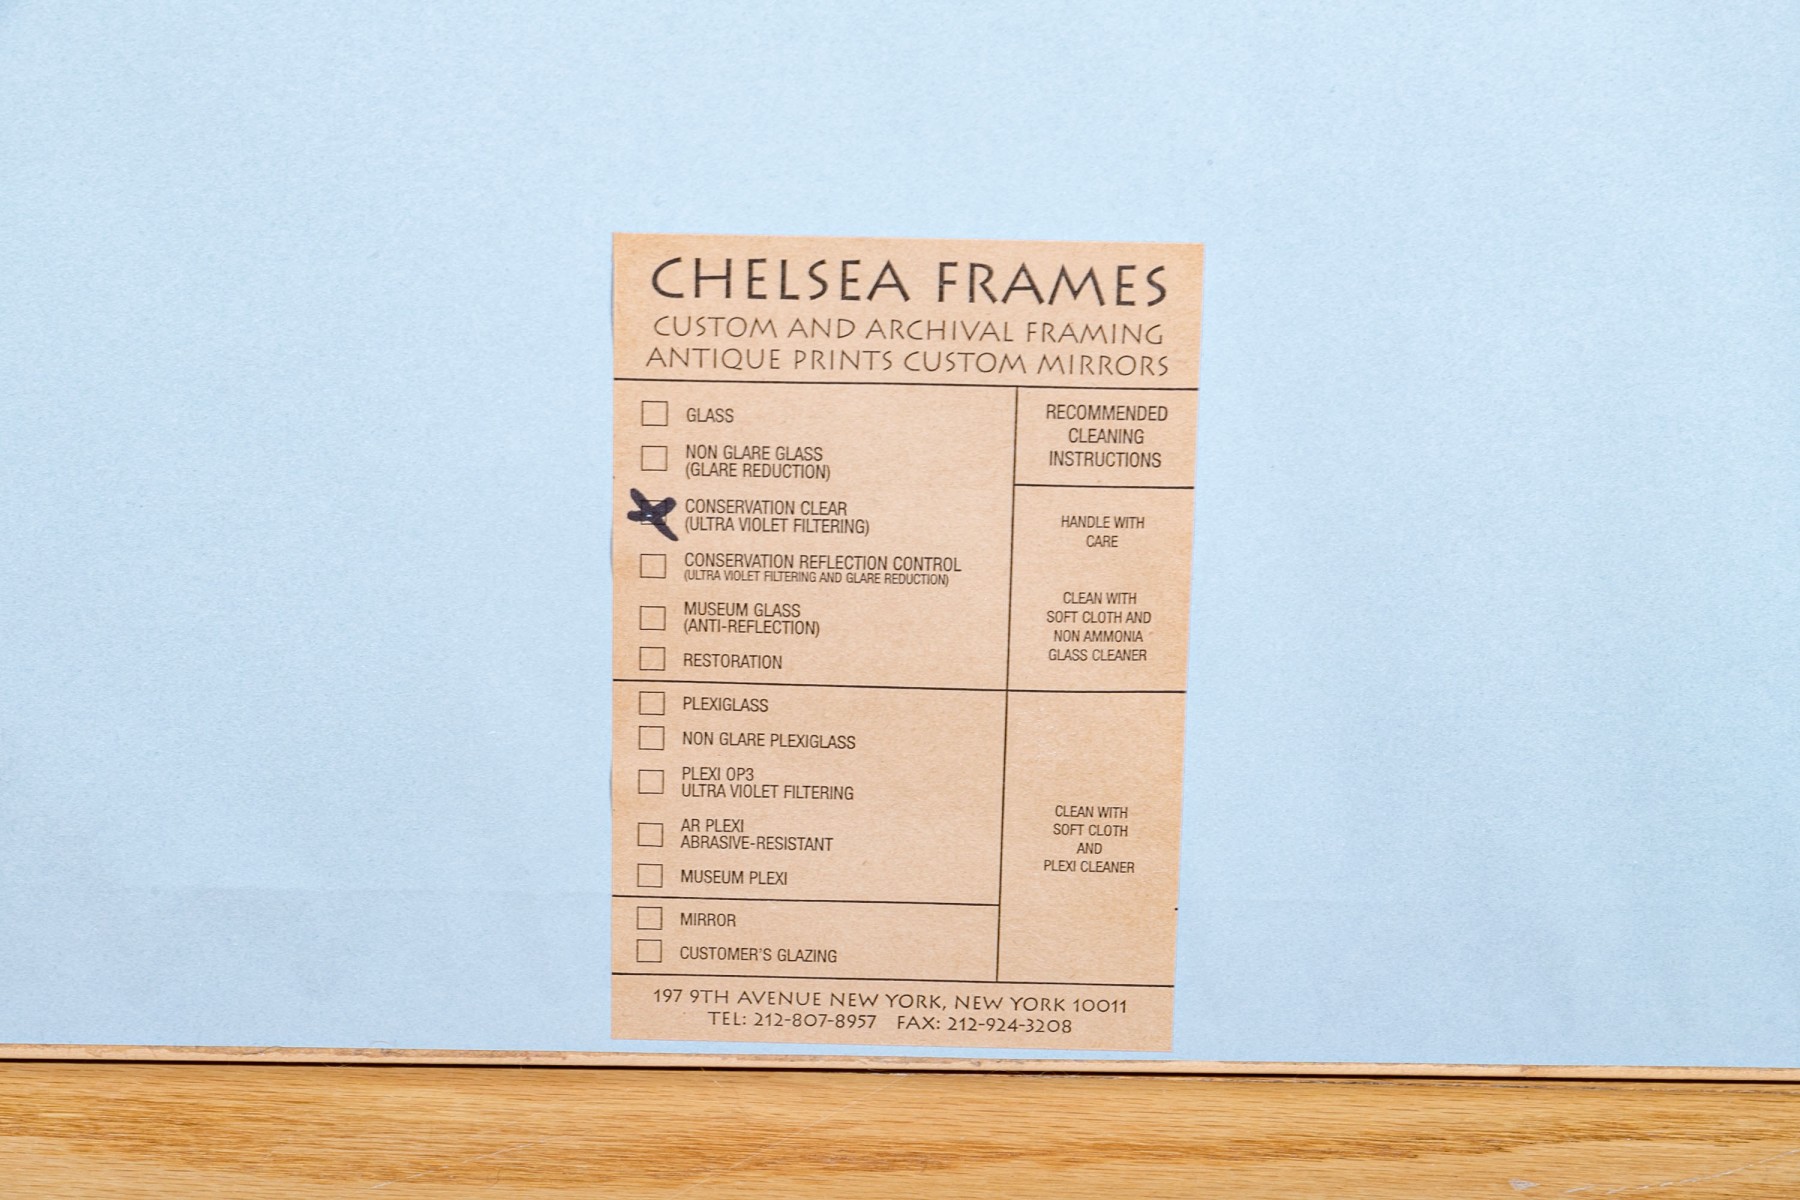 CHELSEA FRAMES
CUSTOM AND ARCHIVAL FRAMING
ANTIQUE PRINTS CUSTOM MIRRORS
GLASS
NON GLARE GLASS
(GLARE REDUCTION)
CONSERVATION CLEAR
(ULTRA VIOLET FILTERING)
CONSERVATION REFLECTION CONTROL
(ULTRA VIOLET FILTERING AND GLARE REDUCTION)
MUSEUM GLASS
(ANTI-REFLECTION)
RESTORATION
RECOMMENDED
CLEANING
INSTRUCTIONS
HANDLE WITH
CARE
CLEAN WITH
SOFT CLOTH AND
NON AMMONIA
GLASS CLEANER
PLEXIGLASS
NON GLARE PLEXIGLASS
PLEXI OP3
ULTRA VIOLET FILTERING
AR PLEXI
ABRASIVE-RESISTANT
MUSEUM PLEXI
MIRROR
CUSTOMER'S GLAZING
CLEAN WITH
SOFT CLOTH
AND
PLEXI CLEANER
197 9TH AVENUE NEW YORK, NEW YORK 10011
TEL: 212-807-8957 FAX: 212-924-3208